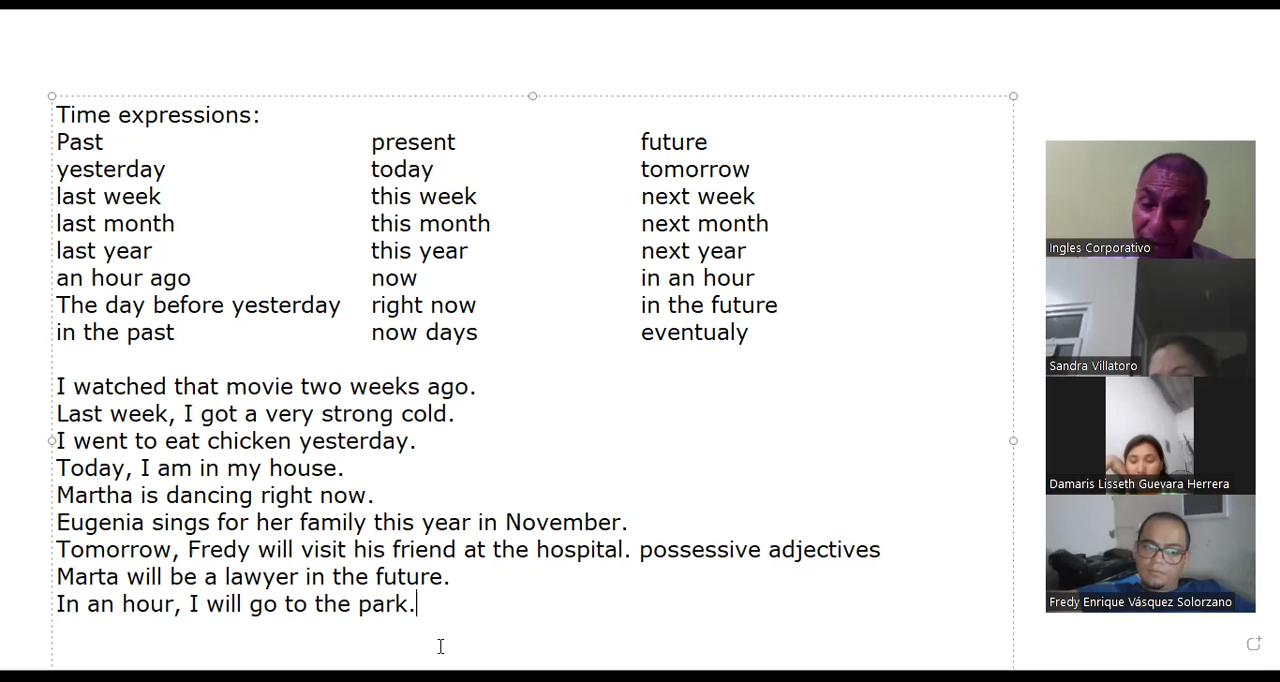 Time expressions:
Past present future
yesterday today tomorrow
last week this week next week
last month this month next month
last year this year next year
an hour ago now in an hour
The day before yesterday right now in the future
in the past now days eventualy
I watched that movie two weeks ago.
Last week, I got a very strong cold.
I went to eat chicken yesterday.
Today, I am in my house.
Martha is dancing right now.
Eugenia sings for her family this year in November.
Tomorrow, Fredy will visit his friend at the hospital. possessive adjectives
Marta will be a lawyer in the future.
In an hour, I will go to the park.
Ingles Corporativo
Sandra Villatoro
Damaris Lisseth Guevara Herrera
Fredy Enrique Vásquez Solorzano